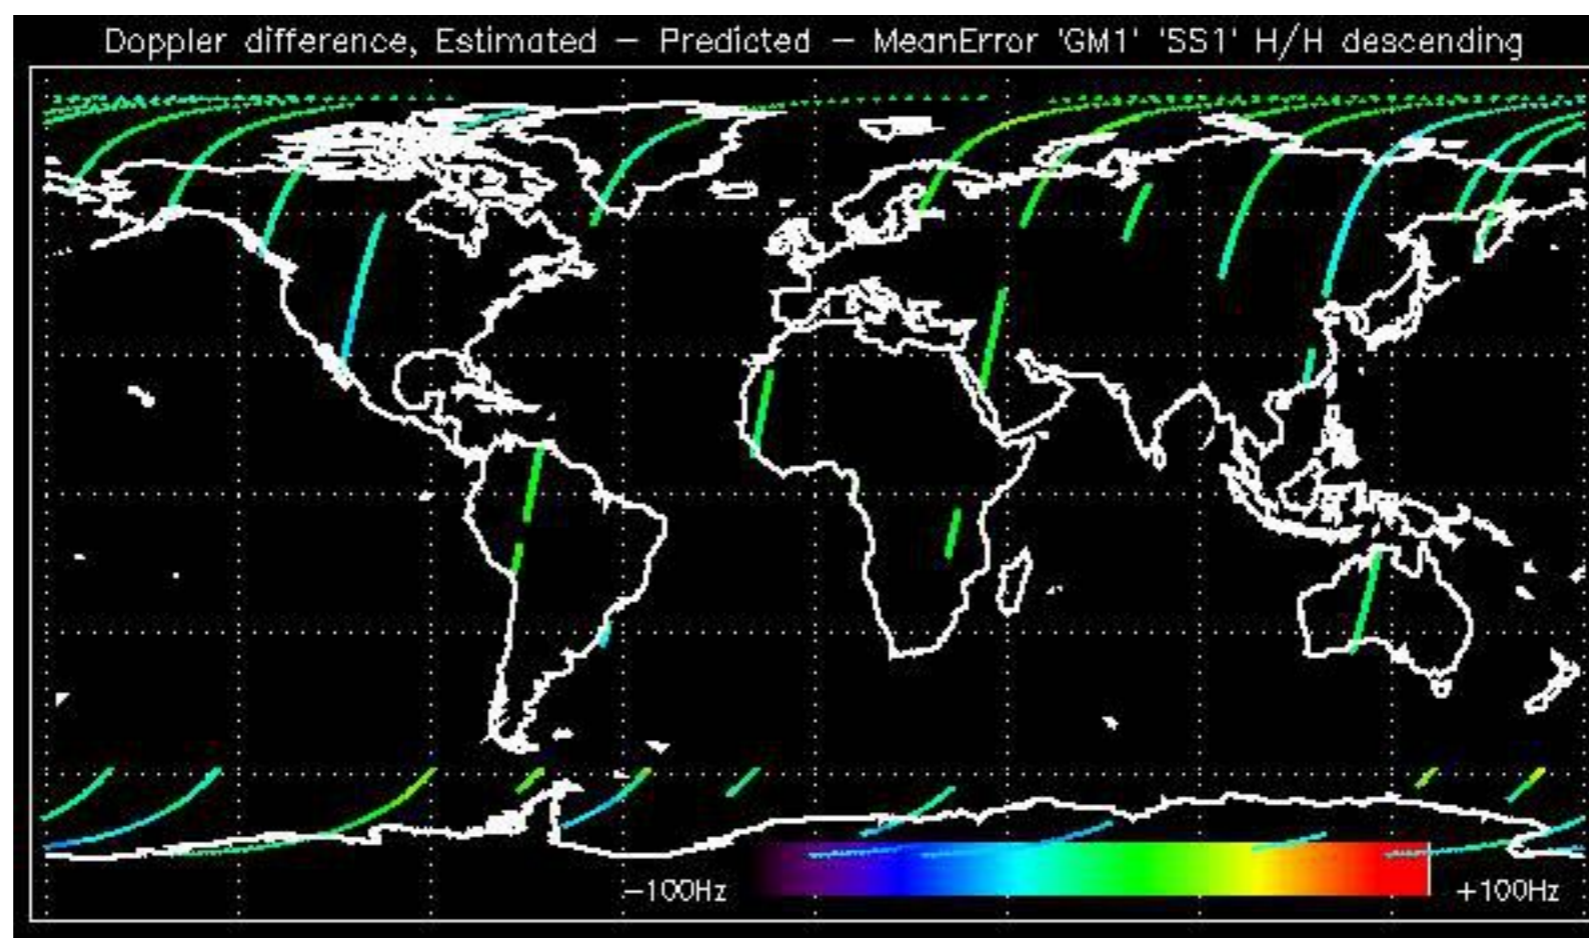 Doppler difference, Estimated — Predicted — MeanError 'GM1' 'SS1' H/H descending
−100Hz
+100Hz